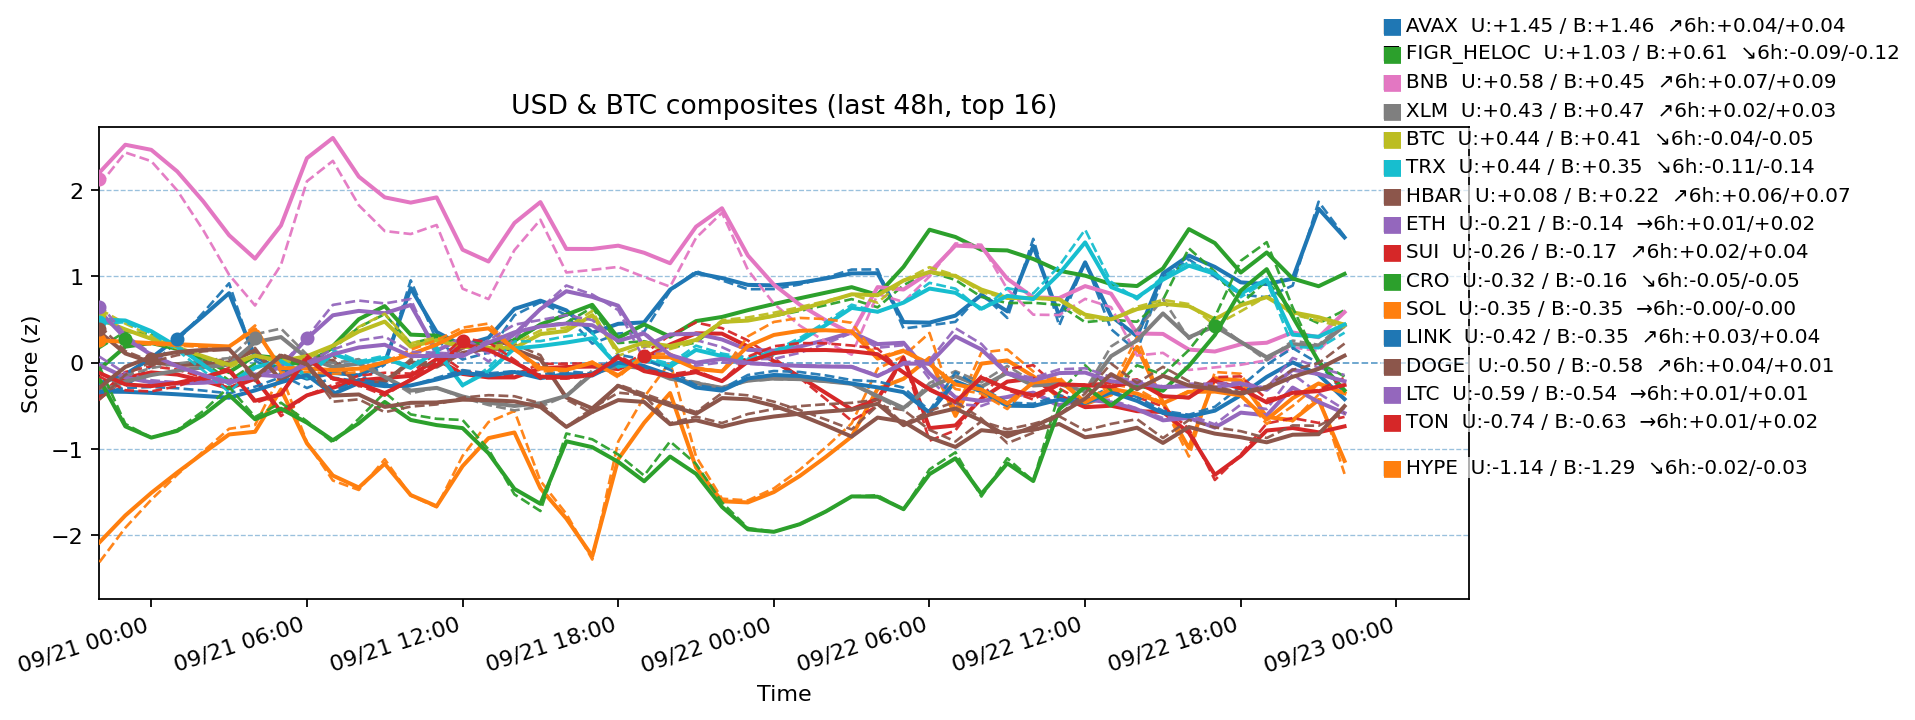 AVAX  U:+1.45 / B:+1.46  ↗6h:+0.04/+0.04
FIGR_HELOC  U:+1.03 / B:+0.61  ↘6h:-0.09/-0.12
BNB  U:+0.58 / B:+0.45  ↗6h:+0.07/+0.09
XLM  U:+0.43 / B:+0.47  ↗6h:+0.02/+0.03
BTC  U:+0.44 / B:+0.41  ↘6h:-0.04/-0.05
TRX  U:+0.44 / B:+0.35  ↘6h:-0.11/-0.14
HBAR  U:+0.08 / B:+0.22  ↗6h:+0.06/+0.07
ETH  U:-0.21 / B:-0.14  →6h:+0.01/+0.02
SUI  U:-0.26 / B:-0.17  ↗6h:+0.02/+0.04
CRO  U:-0.32 / B:-0.16  ↘6h:-0.05/-0.05
SOL  U:-0.35 / B:-0.35  →6h:-0.00/-0.00
LINK  U:-0.42 / B:-0.35  ↗6h:+0.03/+0.04
DOGE  U:-0.50 / B:-0.58  ↗6h:+0.04/+0.01
LTC  U:-0.59 / B:-0.54  →6h:+0.01/+0.01
TON  U:-0.74 / B:-0.63  →6h:+0.01/+0.02
HYPE  U:-1.14 / B:-1.29  ↘6h:-0.02/-0.03
USD & BTC composites (last 48h, top 16)
Score (z)
2
1
0
−1
−2
09/21 00:00
09/21 06:00
09/21 12:00
09/21 18:00
09/22 00:00
09/22 06:00
09/22 12:00
09/22 18:00
09/23 00:00
Time